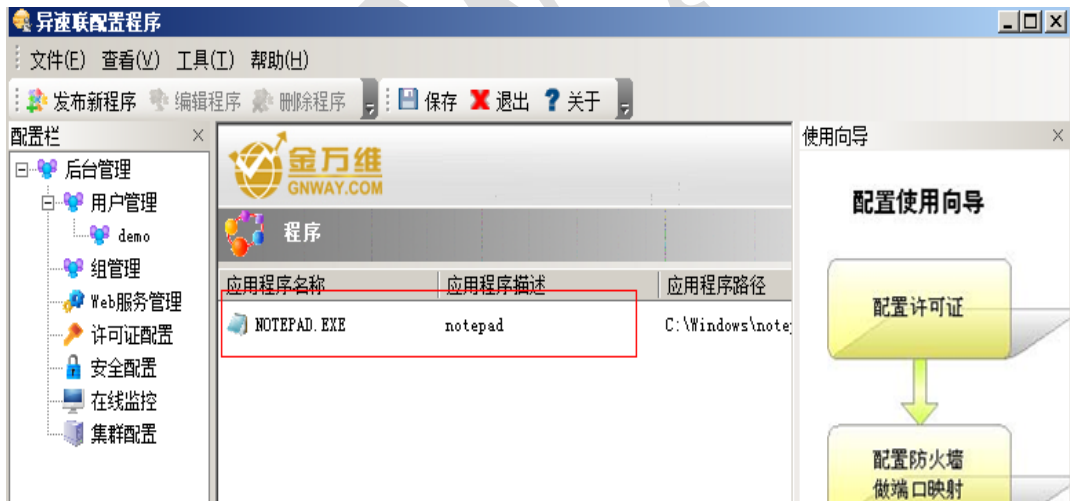 异速联配置程序
文件(F) 查看(V) 工具(T) 帮助(H)
发布新程序 编辑程序 删除程序 保存 退出 ? 关于
配置栏
后台管理
用户管理
demo
组管理
Web服务管理
许可证配置
安全配置
在线监控
集群配置
金万维
GNWAY.COM
程序
应用程序名称 应用程序描述 应用程序路径
NOTEPAD.EXE notepad C:\Windows\note
使用向导
配置使用向导
配置许可证
配置防火墙
做端口映射